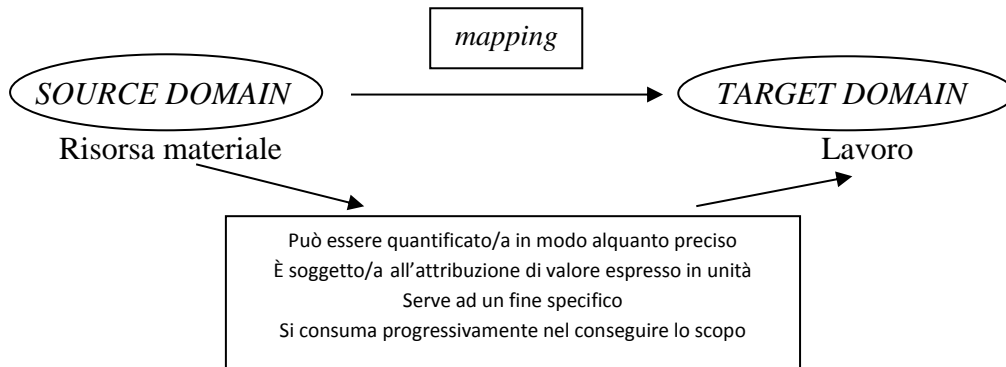 mapping
SOURCE DOMAIN
TARGET DOMAIN
Risorsa materiale
Lavoro
Può essere quantificato/a in modo alquanto preciso
È soggetto/a all’attribuzione di valore espresso in unità
Serve ad un fine specifico
Si consuma progressivamente nel conseguire lo scopo